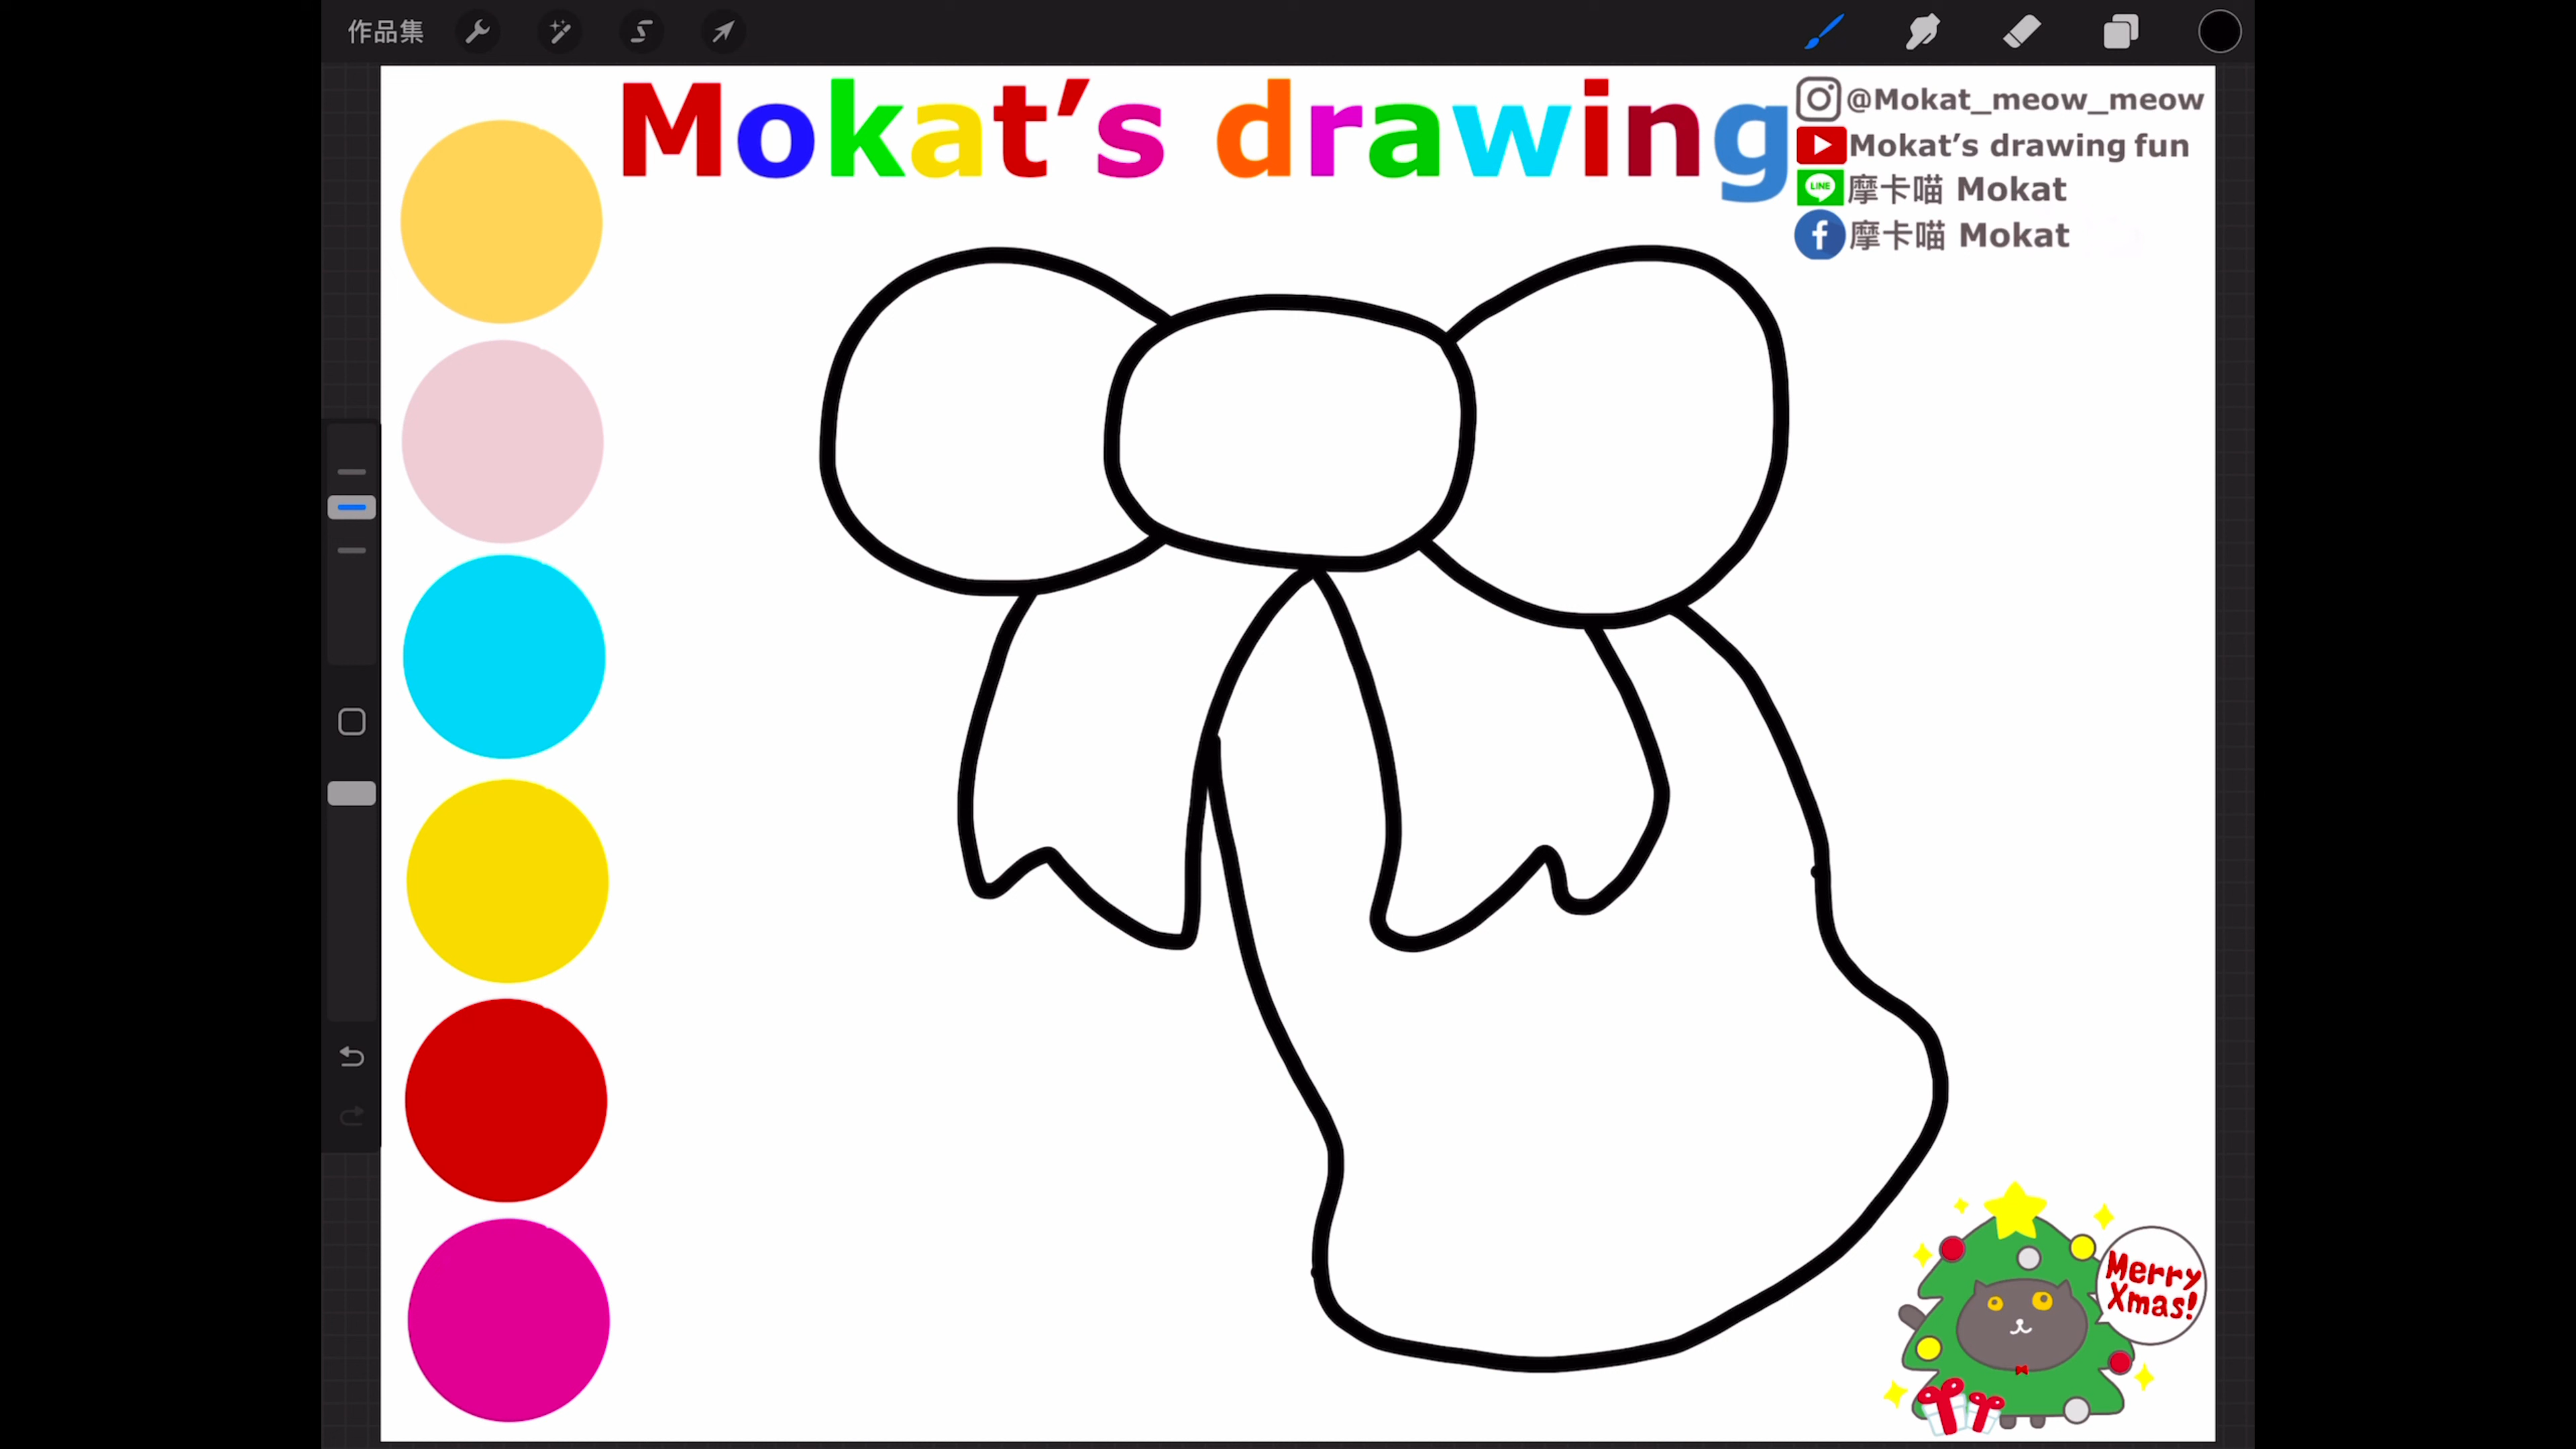 作品集
Mokat’s drawing
@Mokat_meow_meow
Mokat’s drawing fun
LINE
摩卡喵 Mokat
摩卡喵 Mokat
Merry
Xmas!